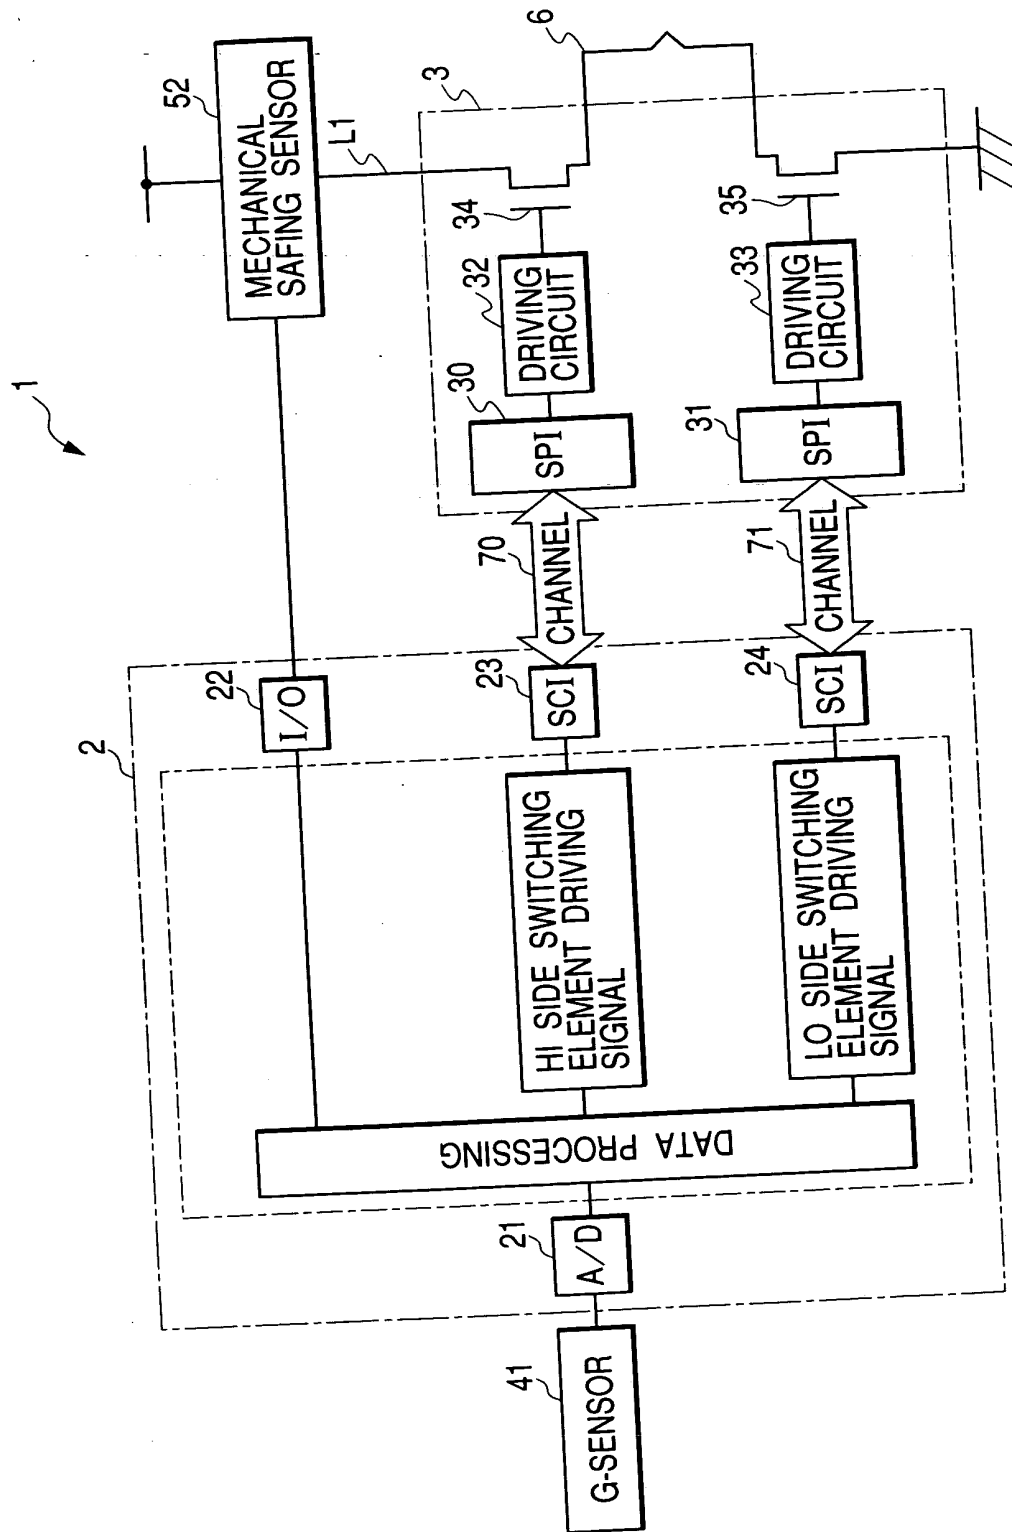 1
52
MECHANICAL
SAFING SENSOR
L1
6
3
2
22
I/O
34
32
DRIVING
CIRCUIT
30
SPI
70
CHANNEL
23
SCI
HI SIDE SWITCHING
ELEMENT DRIVING
SIGNAL
35
33
DRIVING
CIRCUIT
31
SPI
71
CHANNEL
24
SCI
LO SIDE SWITCHING
ELEMENT DRIVING
SIGNAL
DATA PROCESSING
21
A/D
41
G-SENSOR